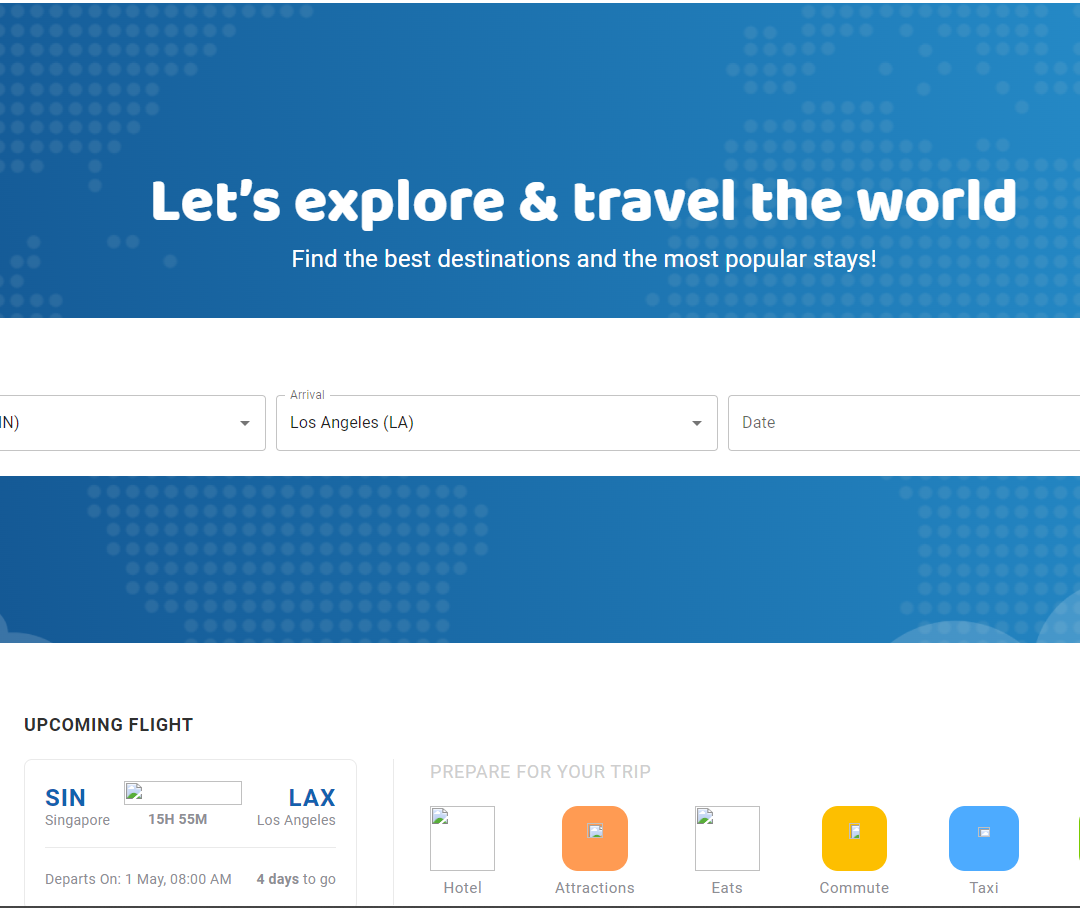 Let’s explore & travel the world
Find the best destinations and the most popular stays!
IN)
Arrival
Los Angeles (LA)
Date
UPCOMING FLIGHT
SIN
LAX
Singapore
15H 55M
Los Angeles
Departs On: 1 May, 08:00 AM
4 days to go
PREPARE FOR YOUR TRIP
Hotel
Attractions
Eats
Commute
Taxi